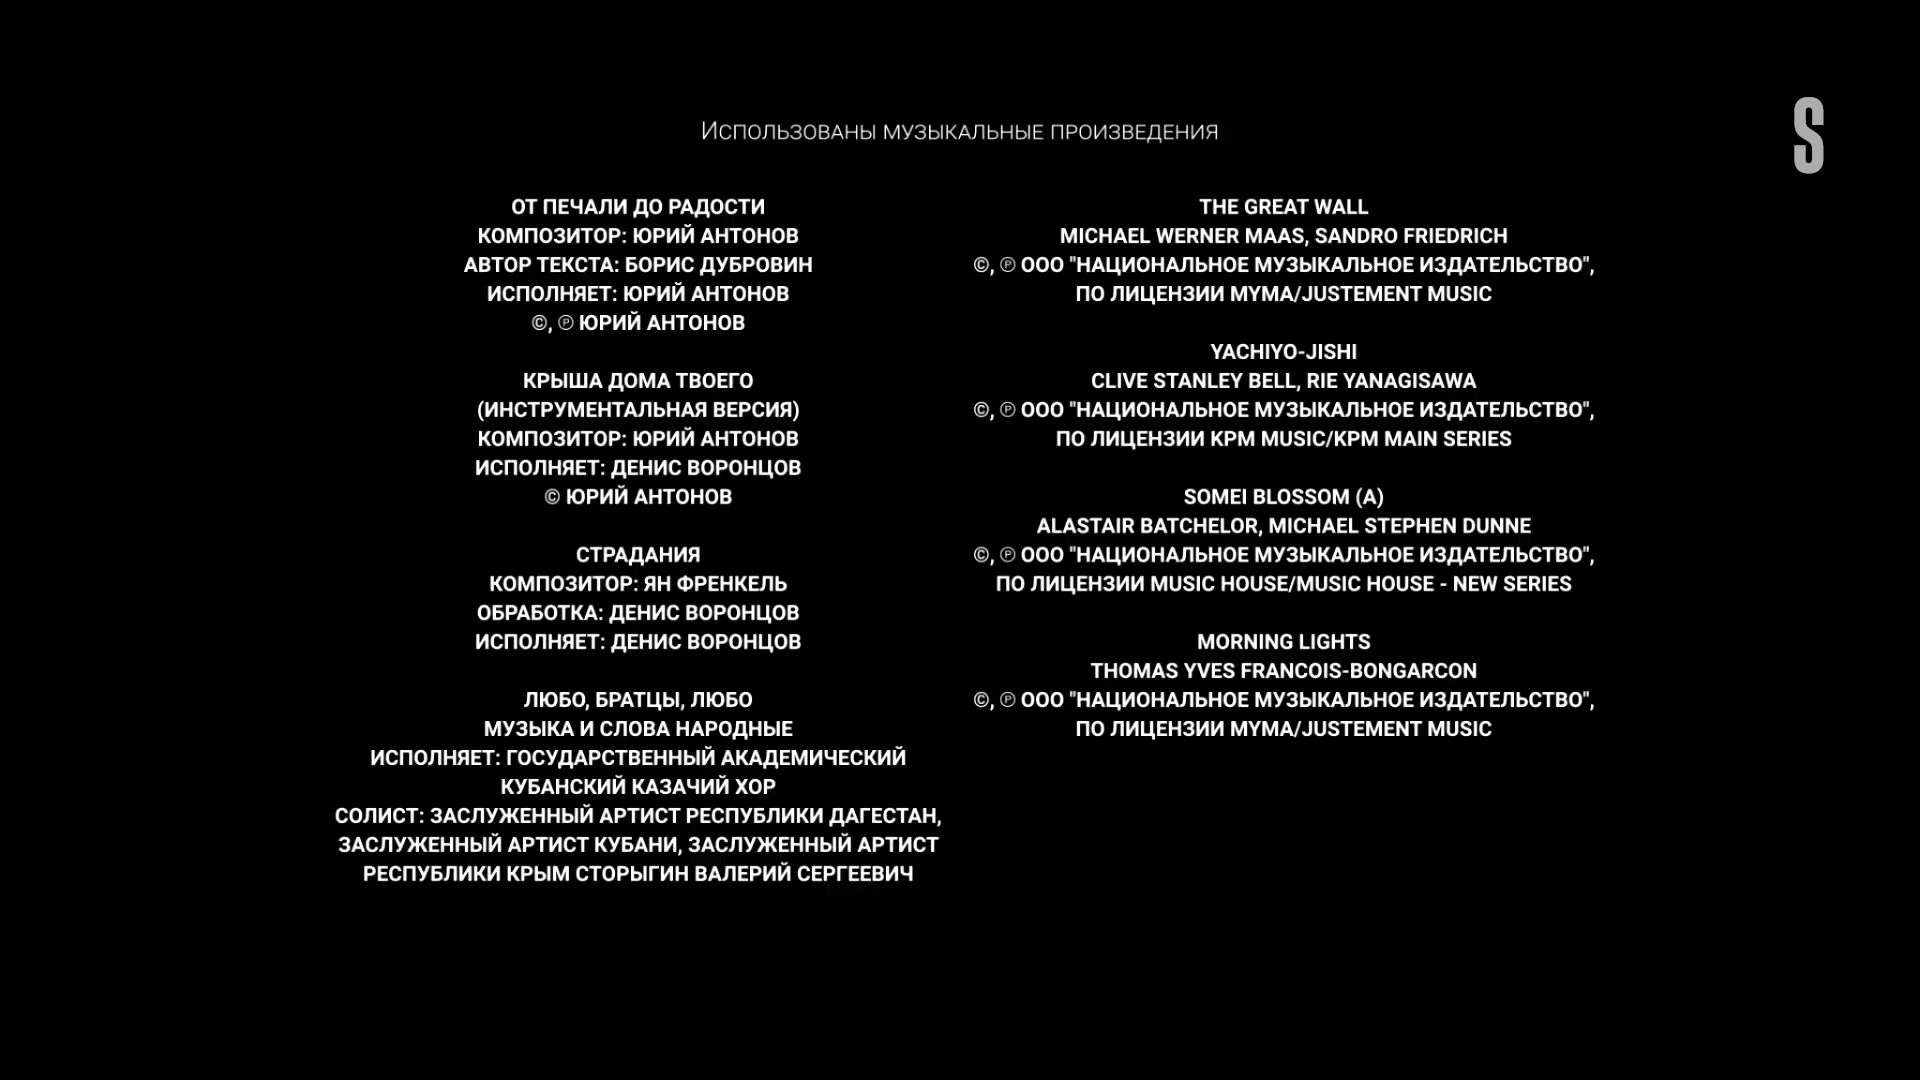 Использованы музыкальные произведения
ОТ ПЕЧАЛИ ДО РАДОСТИ
КОМПОЗИТОР: ЮРИЙ АНТОНОВ
АВТОР ТЕКСТА: БОРИС ДУБРОВИН
ИСПОЛНЯЕТ: ЮРИЙ АНТОНОВ
©, ℗ ЮРИЙ АНТОНОВ
КРЫША ДОМА ТВОЕГО
(ИНСТРУМЕНТАЛЬНАЯ ВЕРСИЯ)
КОМПОЗИТОР: ЮРИЙ АНТОНОВ
ИСПОЛНЯЕТ: ДЕНИС ВОРОНЦОВ
© ЮРИЙ АНТОНОВ
СТРАДАНИЯ
КОМПОЗИТОР: ЯН ФРЕНКЕЛЬ
ОБРАБОТКА: ДЕНИС ВОРОНЦОВ
ИСПОЛНЯЕТ: ДЕНИС ВОРОНЦОВ
ЛЮБО, БРАТЦЫ, ЛЮБО
МУЗЫКА И СЛОВА НАРОДНЫЕ
ИСПОЛНЯЕТ: ГОСУДАРСТВЕННЫЙ АКАДЕМИЧЕСКИЙ
КУБАНСКИЙ КАЗАЧИЙ ХОР
СОЛИСТ: ЗАСЛУЖЕННЫЙ АРТИСТ РЕСПУБЛИКИ ДАГЕСТАН,
ЗАСЛУЖЕННЫЙ АРТИСТ КУБАНИ, ЗАСЛУЖЕННЫЙ АРТИСТ
РЕСПУБЛИКИ КРЫМ СТОРЫГИН ВАЛЕРИЙ СЕРГЕЕВИЧ
THE GREAT WALL
MICHAEL WERNER MAAS, SANDRO FRIEDRICH
©, ℗ ООО "НАЦИОНАЛЬНОЕ МУЗЫКАЛЬНОЕ ИЗДАТЕЛЬСТВО",
ПО ЛИЦЕНЗИИ MYMA/JUSTEMENT MUSIC
YACHIYO-JISHI
CLIVE STANLEY BELL, RIE YANAGISAWA
©, ℗ ООО "НАЦИОНАЛЬНОЕ МУЗЫКАЛЬНОЕ ИЗДАТЕЛЬСТВО",
ПО ЛИЦЕНЗИИ KPM MUSIC/KPM MAIN SERIES
SOMEI BLOSSOM (A)
ALASTAIR BATCHELOR, MICHAEL STEPHEN DUNNE
©, ℗ ООО "НАЦИОНАЛЬНОЕ МУЗЫКАЛЬНОЕ ИЗДАТЕЛЬСТВО",
ПО ЛИЦЕНЗИИ MUSIC HOUSE/MUSIC HOUSE - NEW SERIES
MORNING LIGHTS
THOMAS YVES FRANCOIS-BONGARCON
©, ℗ ООО "НАЦИОНАЛЬНОЕ МУЗЫКАЛЬНОЕ ИЗДАТЕЛЬСТВО",
ПО ЛИЦЕНЗИИ MYMA/JUSTEMENT MUSIC
S